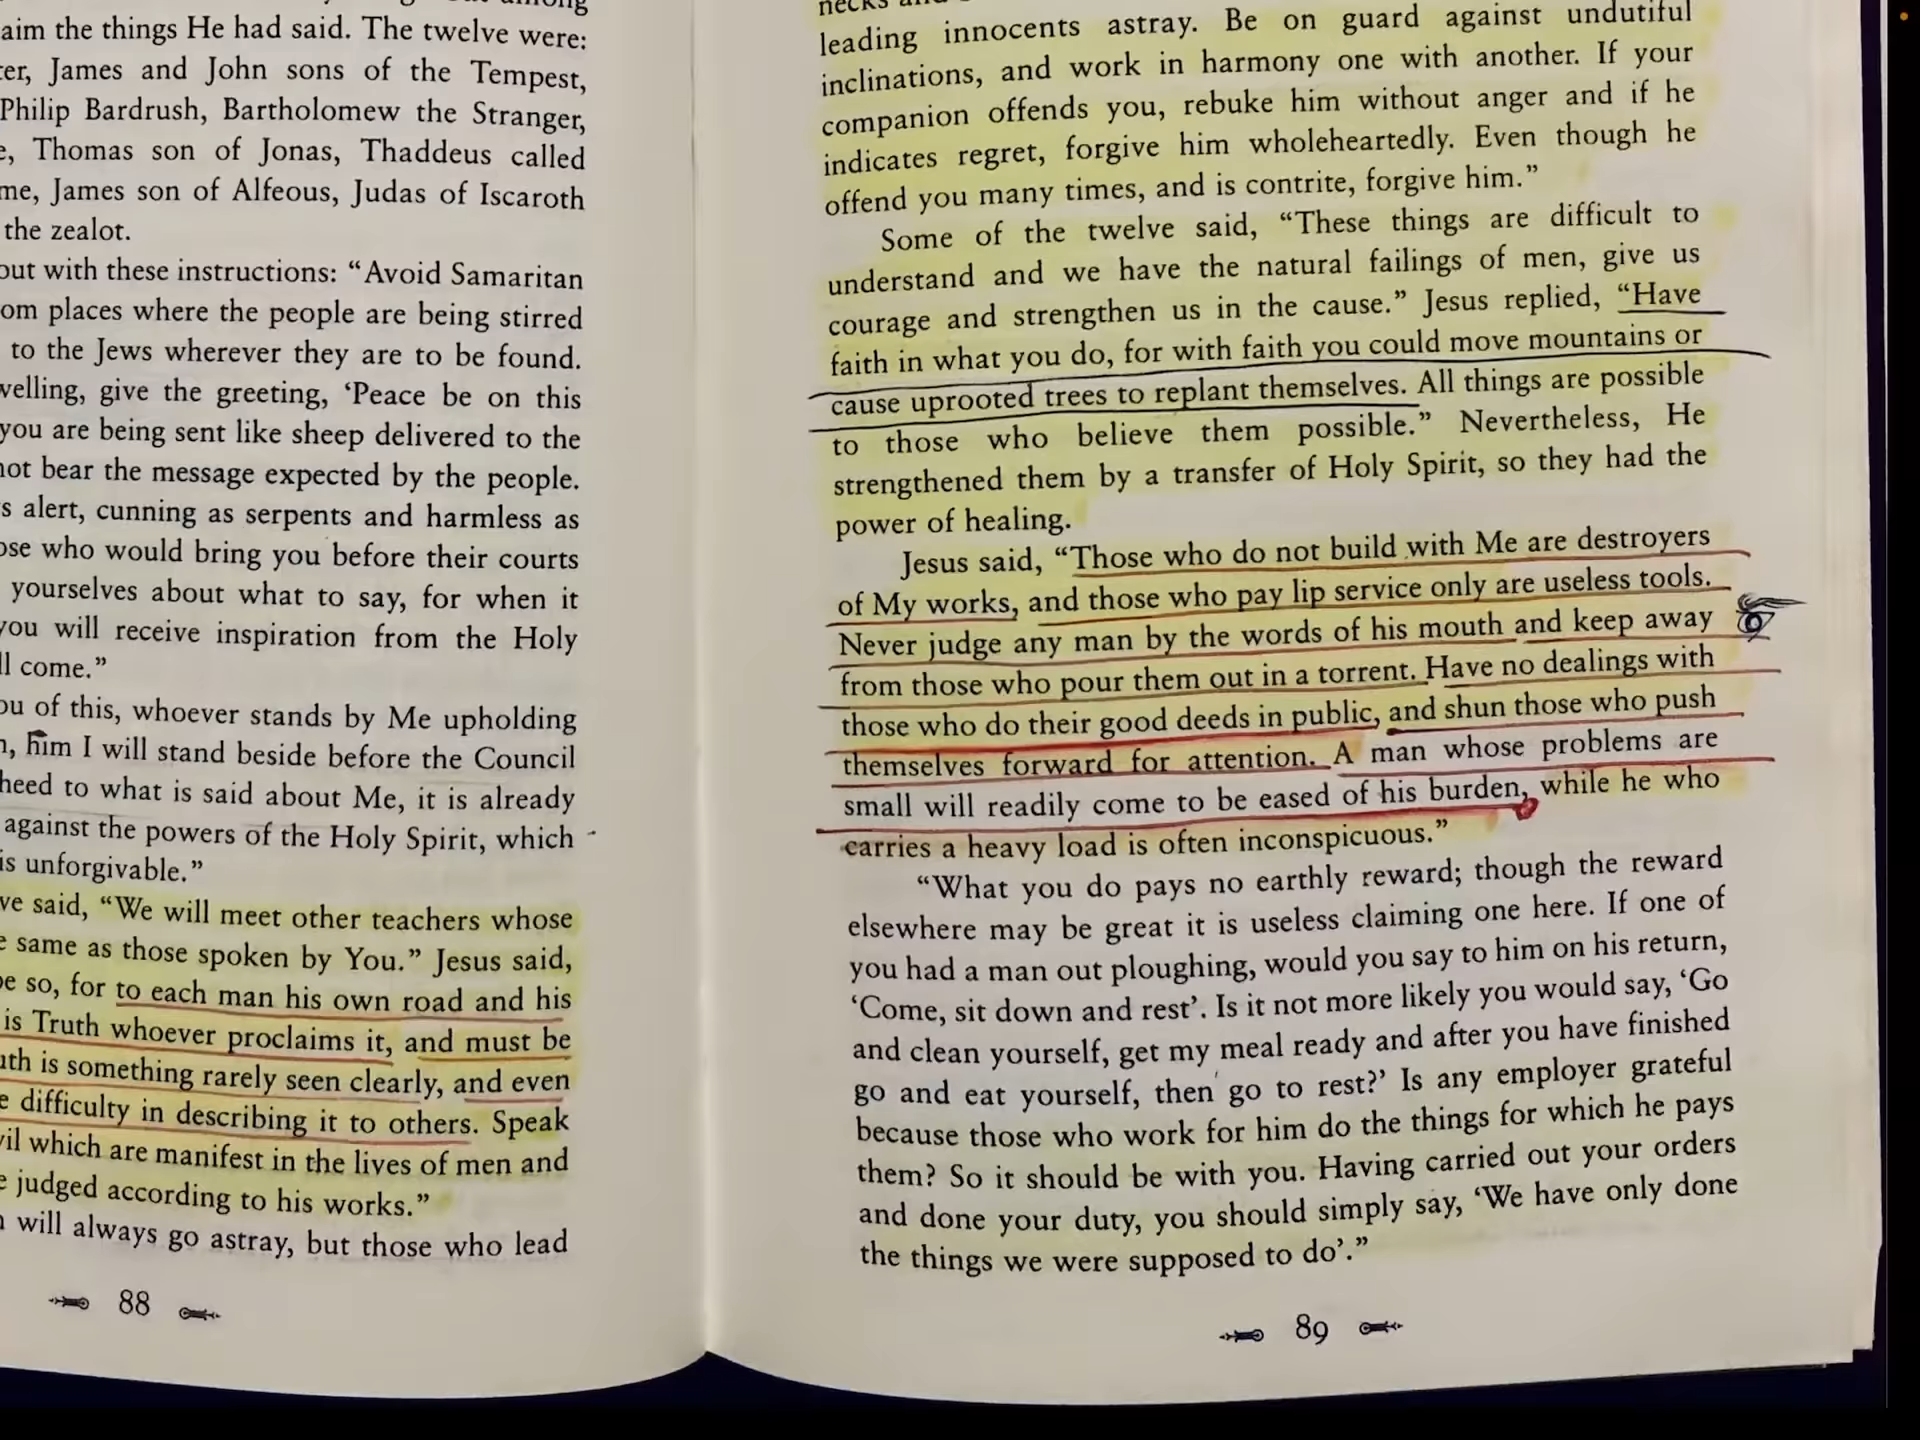 aim the things He had said. The twelve were:
James and John sons of the Tempest,
Philip Bardrush, Bartholomew the Stranger,
Thomas son of Jonas, Thaddeus called
James son of Alfeous, Judas of Iscaroth
the zealot.
out with these instructions: “Avoid Samaritan
places where the people are being stirred
to the Jews wherever they are to be found.
give the greeting, ‘Peace be on this
you are being sent like sheep delivered to the
not bear the message expected by the people.
alert, cunning as serpents and harmless as
who would bring you before their courts
yourselves about what to say, for when it
you will receive inspiration from the Holy
come.”
of this, whoever stands by Me upholding
him I will stand beside before the Council
heed to what is said about Me, it is already
against the powers of the Holy Spirit, which
is unforgivable.”
said, “We will meet other teachers whose
same as those spoken by You.” Jesus said,
so, for to each man his own road and his
is Truth whoever proclaims it, and must be
is something rarely seen clearly, and even
difficulty in describing it to others. Speak
which are manifest in the lives of men and
judged according to his works.”
will always go astray, but those who lead
88
leading innocents astray. Be on guard against undutiful
inclinations, and work in harmony one with another. If your
companion offends you, rebuke him without anger and if he
indicates regret, forgive him wholeheartedly. Even though he
offend you many times, and is contrite, forgive him.”
Some of the twelve said, “These things are difficult to
understand and we have the natural failings of men, give us
courage and strengthen us in the cause.” Jesus replied, “Have
faith in what you do, for with faith you could move mountains or
cause uprooted trees to replant themselves. All things are possible
to those who believe them possible.” Nevertheless, He
strengthened them by a transfer of Holy Spirit, so they had the
power of healing.
Jesus said, “Those who do not build with Me are destroyers
of My works, and those who pay lip service only are useless tools.
Never judge any man by the words of his mouth and keep away
from those who pour them out in a torrent. Have no dealings with
those who do their good deeds in public, and shun those who push
themselves forward for attention. A man whose problems are
small will readily come to be eased of his burden, while he who
carries a heavy load is often inconspicuous.”
“What you do pays no earthly reward; though the reward
elsewhere may be great it is useless claiming one here. If one of
you had a man out ploughing, would you say to him on his return,
‘Come, sit down and rest’. Is it not more likely you would say, ‘Go
and clean yourself, get my meal ready and after you have finished
go and eat yourself, then go to rest?’ Is any employer grateful
because those who work for him do the things for which he pays
them? So it should be with you. Having carried out your orders
and done your duty, you should simply say, ‘We have only done
the things we were supposed to do’.”
89